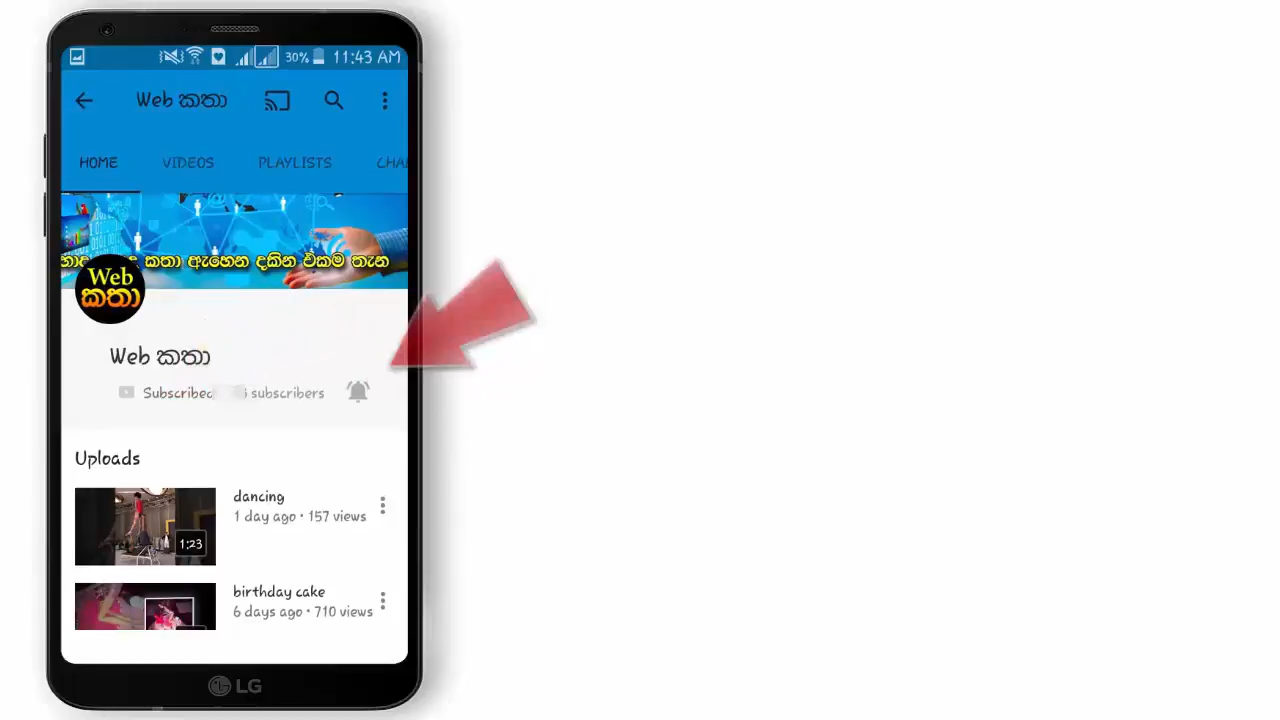 30% 11:43 AM
Web කතා
HOME VIDEOS PLAYLISTS CHA
කතා ඇහෙන දකින එකම තැන
Web
කතා
Web කතා
Subscribed subscribers
Uploads
dancing
1 day ago • 157 views
1:23
birthday cake
6 days ago • 710 views
LG